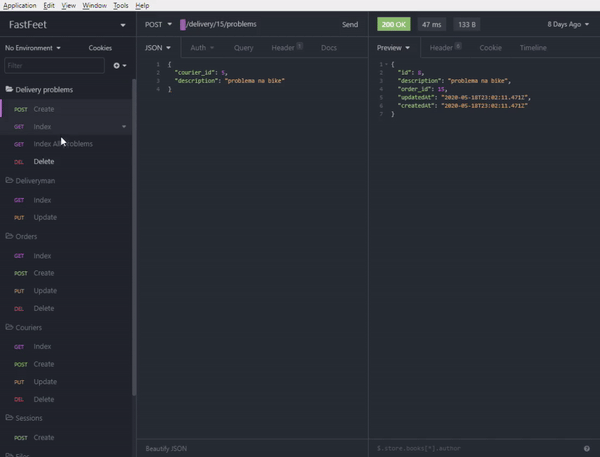 Application Edit View Window Tools Help
FastFeet
POST /delivery/15/problems Send
200 OK 47 ms 133 B 8 Days Ago
No Environment Cookies
JSON Auth Query Header 1 Docs
Preview Header Cookie Timeline
Filter
1 {
2 "courier_id": 5,
3 "description": "problema na bike"
4 }
1 {
2
3 "description": "problema na bike",
4 "order_id": 15,
5 "updatedAt": "2020-05-18T23:02:11.471Z",
6 "createdAt": "2020-05-18T23:02:11.471Z"
7 }
Delivery problems
POST Create
GET Index
GET Index All problems
DEL Delete
Deliveryman
GET Index
PUT Update
Orders
GET Index
POST Create
PUT Update
DEL Delete
Couriers
GET Index
POST Create
PUT Update
DEL Delete
Sessions
POST Create
Files
Beautify JSON
$.store.books[*].author